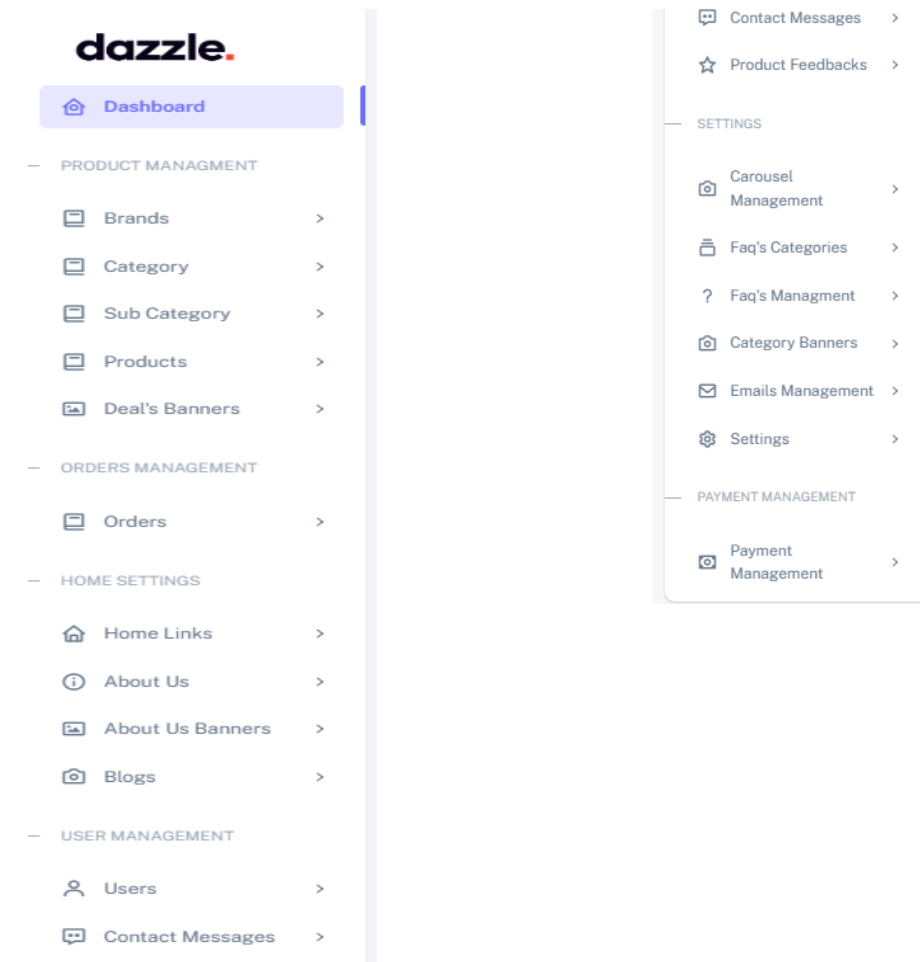 dazzle.
Dashboard
PRODUCT MANAGMENT
Brands
Category
Sub Category
Products
Deal's Banners
ORDERS MANAGEMENT
Orders
HOME SETTINGS
Home Links
About Us
About Us Banners
Blogs
USER MANAGEMENT
Users
Contact Messages
Contact Messages
Product Feedbacks
SETTINGS
Carousel
Management
Faq's Categories
Faq's Managment
Category Banners
Emails Management
Settings
PAYMENT MANAGEMENT
Payment
Management